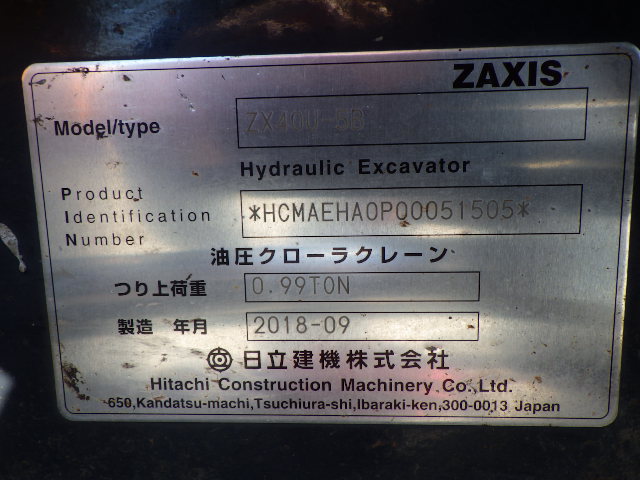 ZAXIS
Model/type ZX40U-5B
Hydraulic Excavator
Product
Identification *HCMAEHA0P00051505*
Number
油圧クローラクレーン
つり上荷重 0.99TON
製造 年月 2018-09
日立建機株式会社
Hitachi Construction Machinery Co.,Ltd.
650,Kandatsu-machi,Tsuchiura-shi,Ibaraki-ken,300-0013 Japan